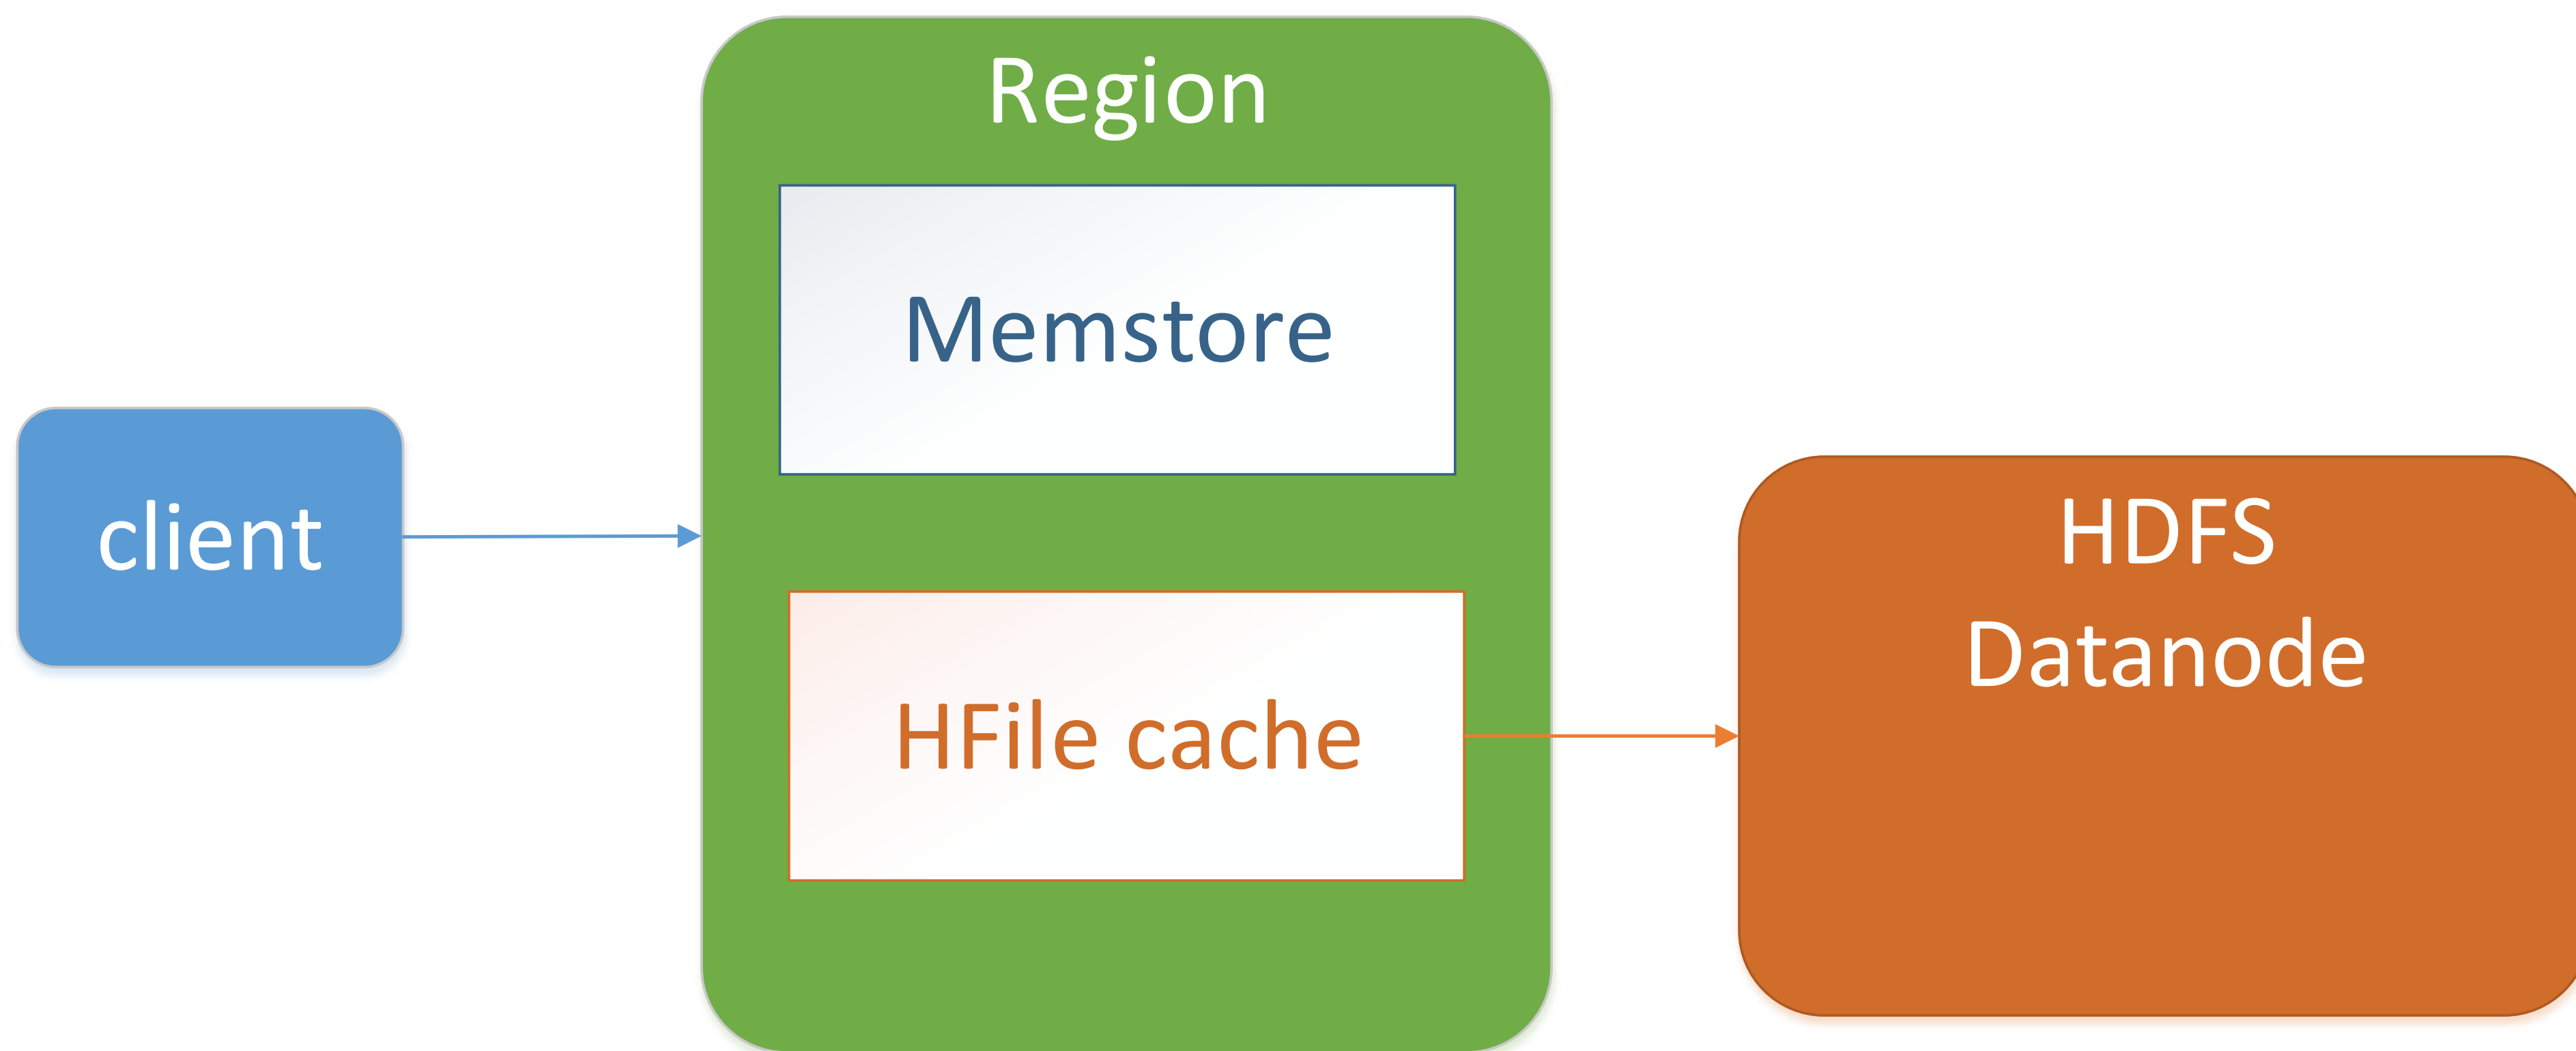 Region
Memstore
client
HFile cache
HDFS
Datanode